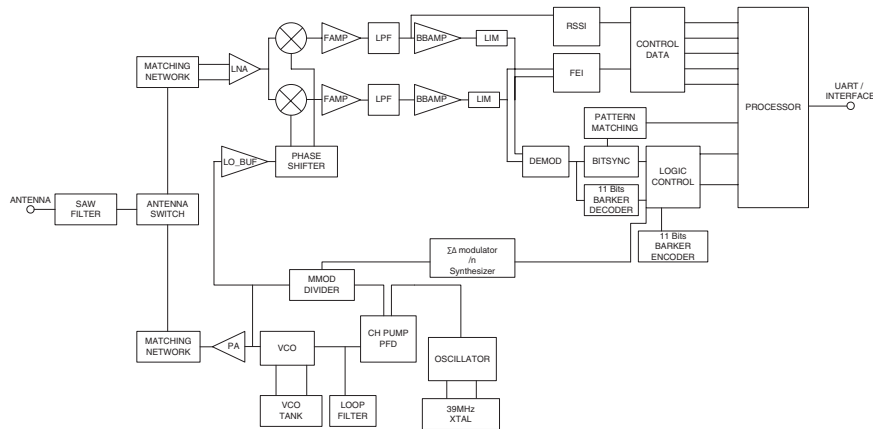 FAMP
LPF
BBAMP
LIM
RSSI
CONTROL
DATA
MATCHING
NETWORK
LNA
FEI
PROCESSOR
UART /
INTERFACE
FAMP
LPF
BBAMP
LIM
PATTERN
MATCHING
LO_BUF
PHASE
SHIFTER
DEMOD
BITSYNC
LOGIC
CONTROL
ANTENNA
SAW
FILTER
ANTENNA
SWITCH
11 Bits
BARKER
DECODER
11 Bits
BARKER
ENCODER
∑∆ modulator
/n
Synthesizer
MMOD
DIVIDER
MATCHING
NETWORK
PA
VCO
CH PUMP
PFD
OSCILLATOR
VCO
TANK
LOOP
FILTER
39MHz
XTAL